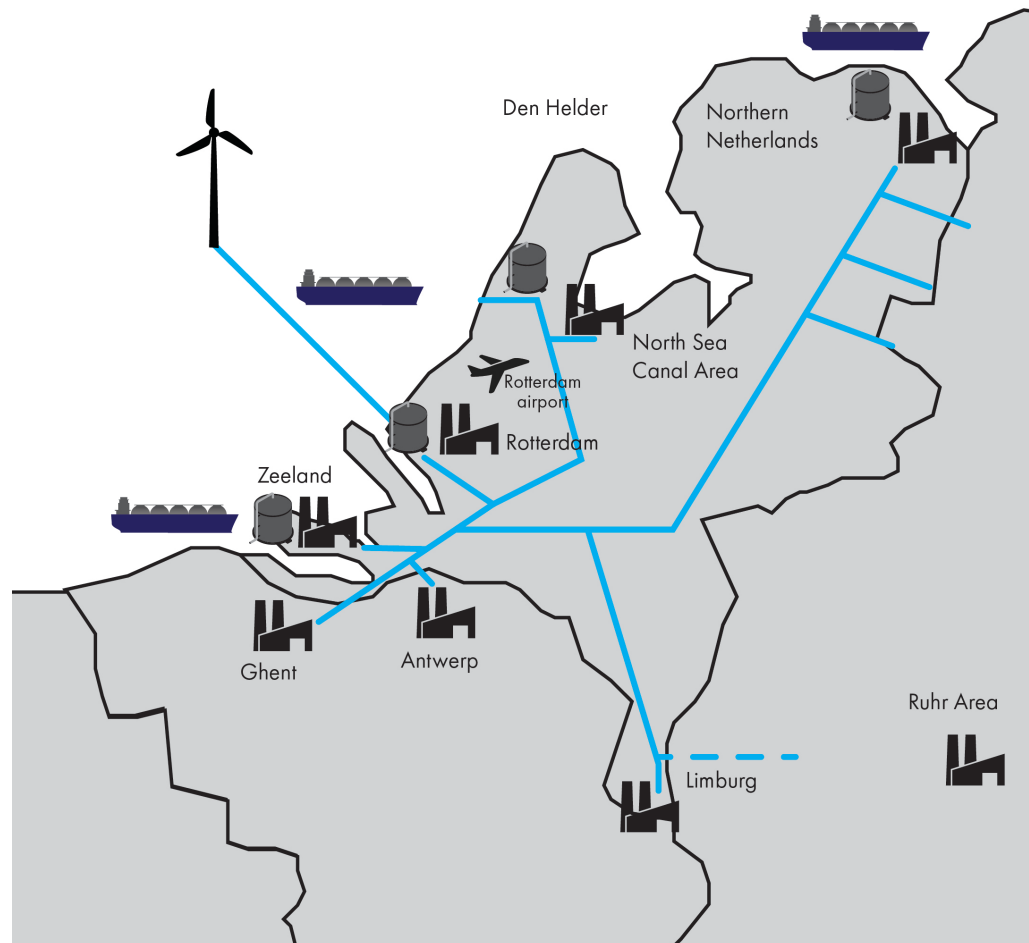 Den Helder
Northern
Netherlands
North Sea
Canal Area
Rotterdam
airport
Rotterdam
Zeeland
Ghent
Antwerp
Ruhr Area
Limburg